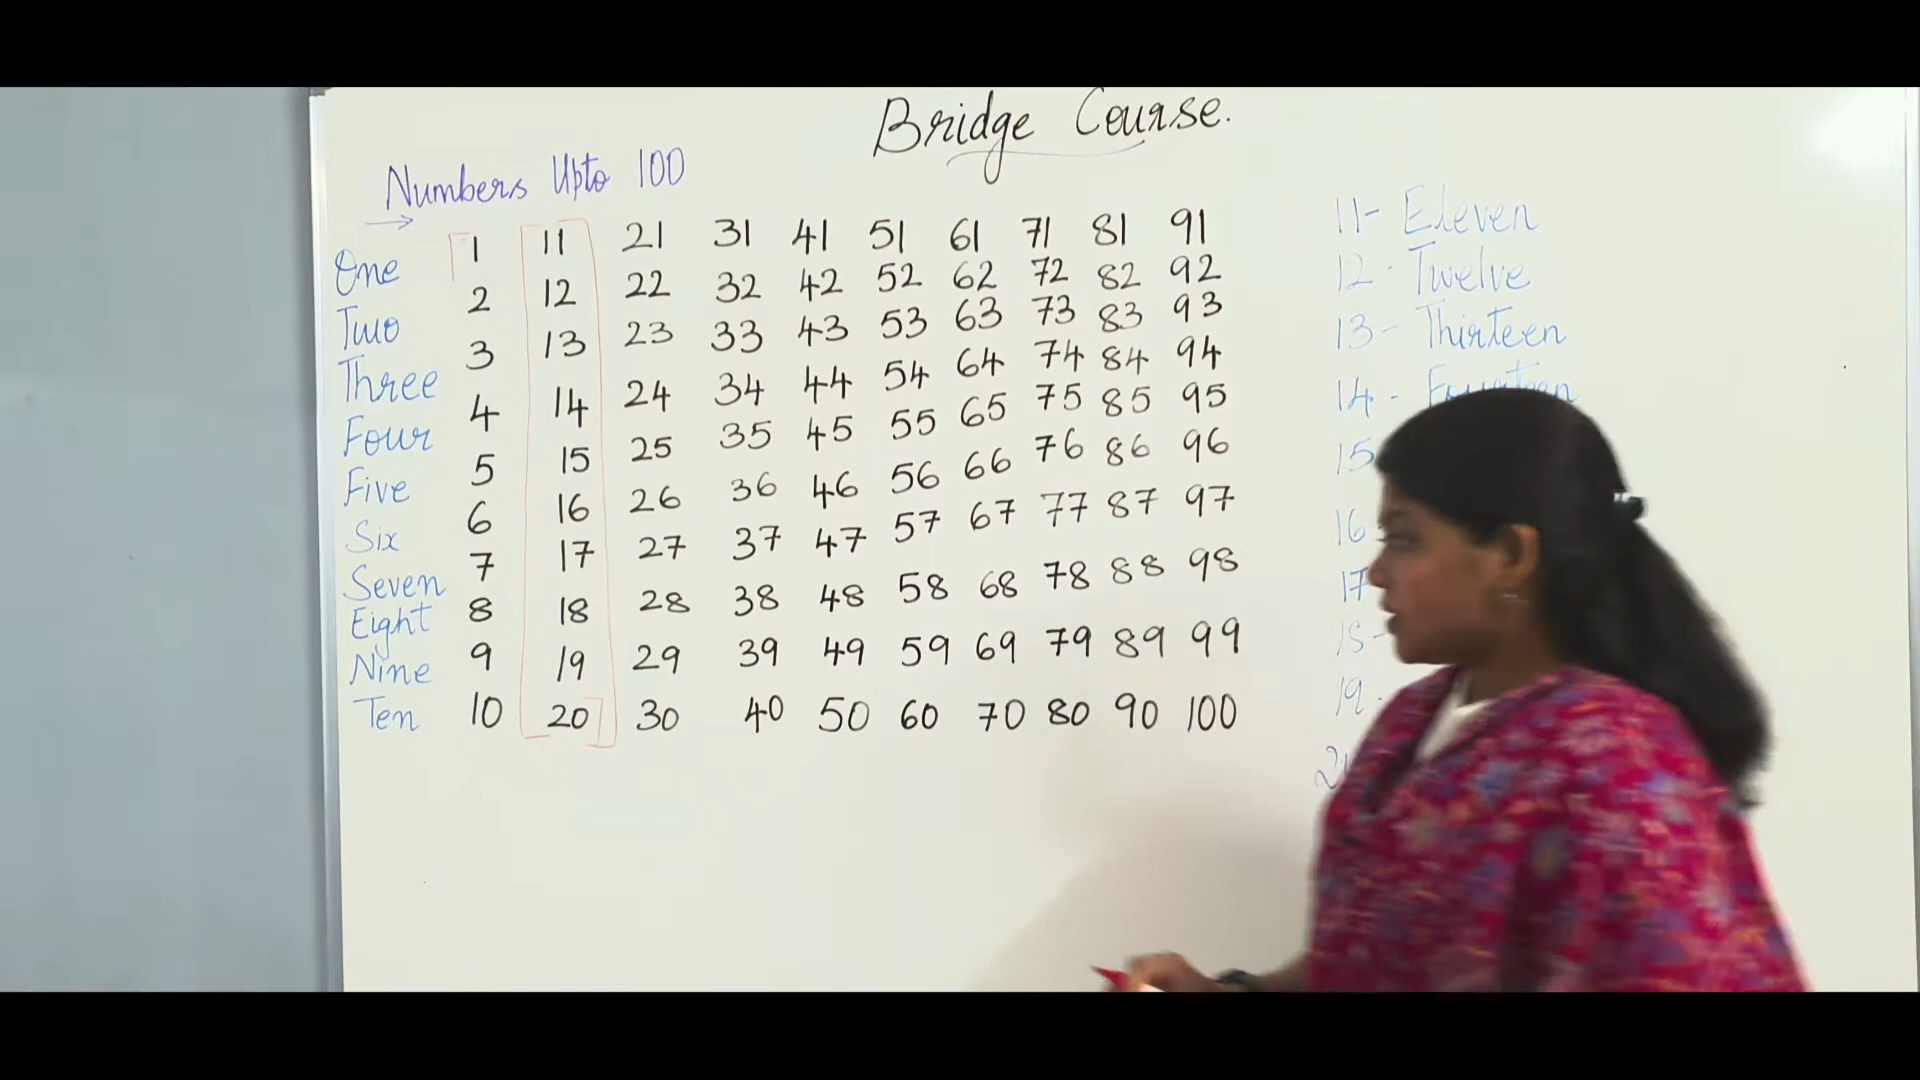 Bridge Course.
Numbers Upto 100
One 1 11 21 31 41 51 61 71 81 91
Two 2 12 22 32 42 52 62 72 82 92
Three 3 13 23 33 43 53 63 73 83 93
Four 4 14 24 34 44 54 64 74 84 94
Five 5 15 25 35 45 55 65 75 85 95
Six 6 16 26 36 46 56 66 76 86 96
Seven 7 17 27 37 47 57 67 77 87 97
Eight 8 18 28 38 48 58 68 78 88 98
Nine 9 19 29 39 49 59 69 79 89 99
Ten 10 20 30 40 50 60 70 80 90 100
11- Eleven
12- Twelve
13- Thirteen
14- Fourteen
15
16
17
18-
19-